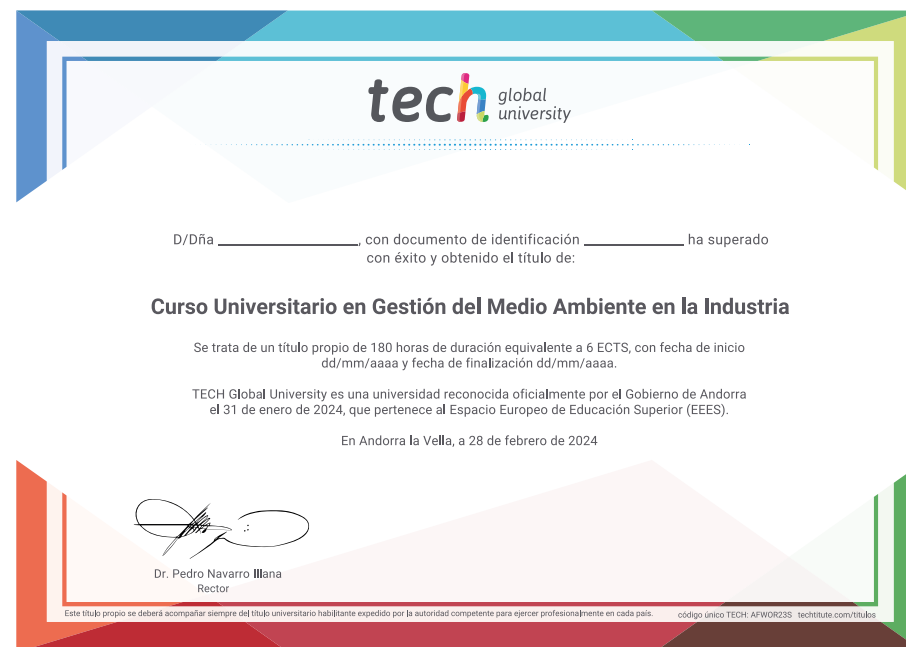 tech global university
D/Dña ____________________, con documento de identificación ______________ ha superado
con éxito y obtenido el título de:
Curso Universitario en Gestión del Medio Ambiente en la Industria
Se trata de un título propio de 180 horas de duración equivalente a 6 ECTS, con fecha de inicio
dd/mm/aaaa y fecha de finalización dd/mm/aaaa.
TECH Global University es una universidad reconocida oficialmente por el Gobierno de Andorra
el 31 de enero de 2024, que pertenece al Espacio Europeo de Educación Superior (EEES).
En Andorra la Vella, a 28 de febrero de 2024
Dr. Pedro Navarro Illana
Rector
Este título propio se deberá acompañar siempre del título universitario habilitante expedido por la autoridad competente para ejercer profesionalmente en cada país.
código único TECH: AFWOR23S techtitute.com/titulos